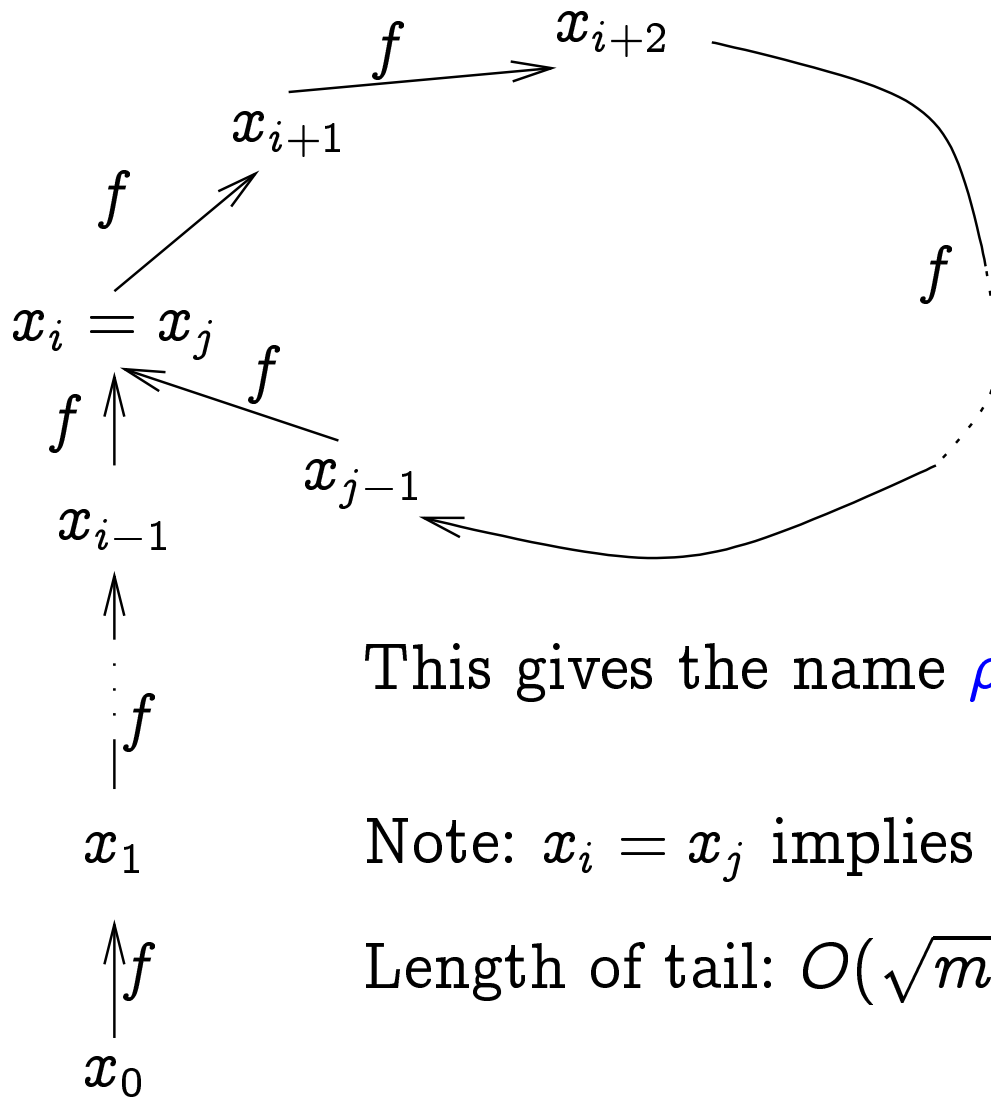 f
x_{i+2}
x_{i+1}
f
f
x_i = x_j
f
f
x_{j-1}
x_{i-1}
This gives the name ρ
f
x_1
Note: x_i = x_j implies
Length of tail: O(√m
f
x_0